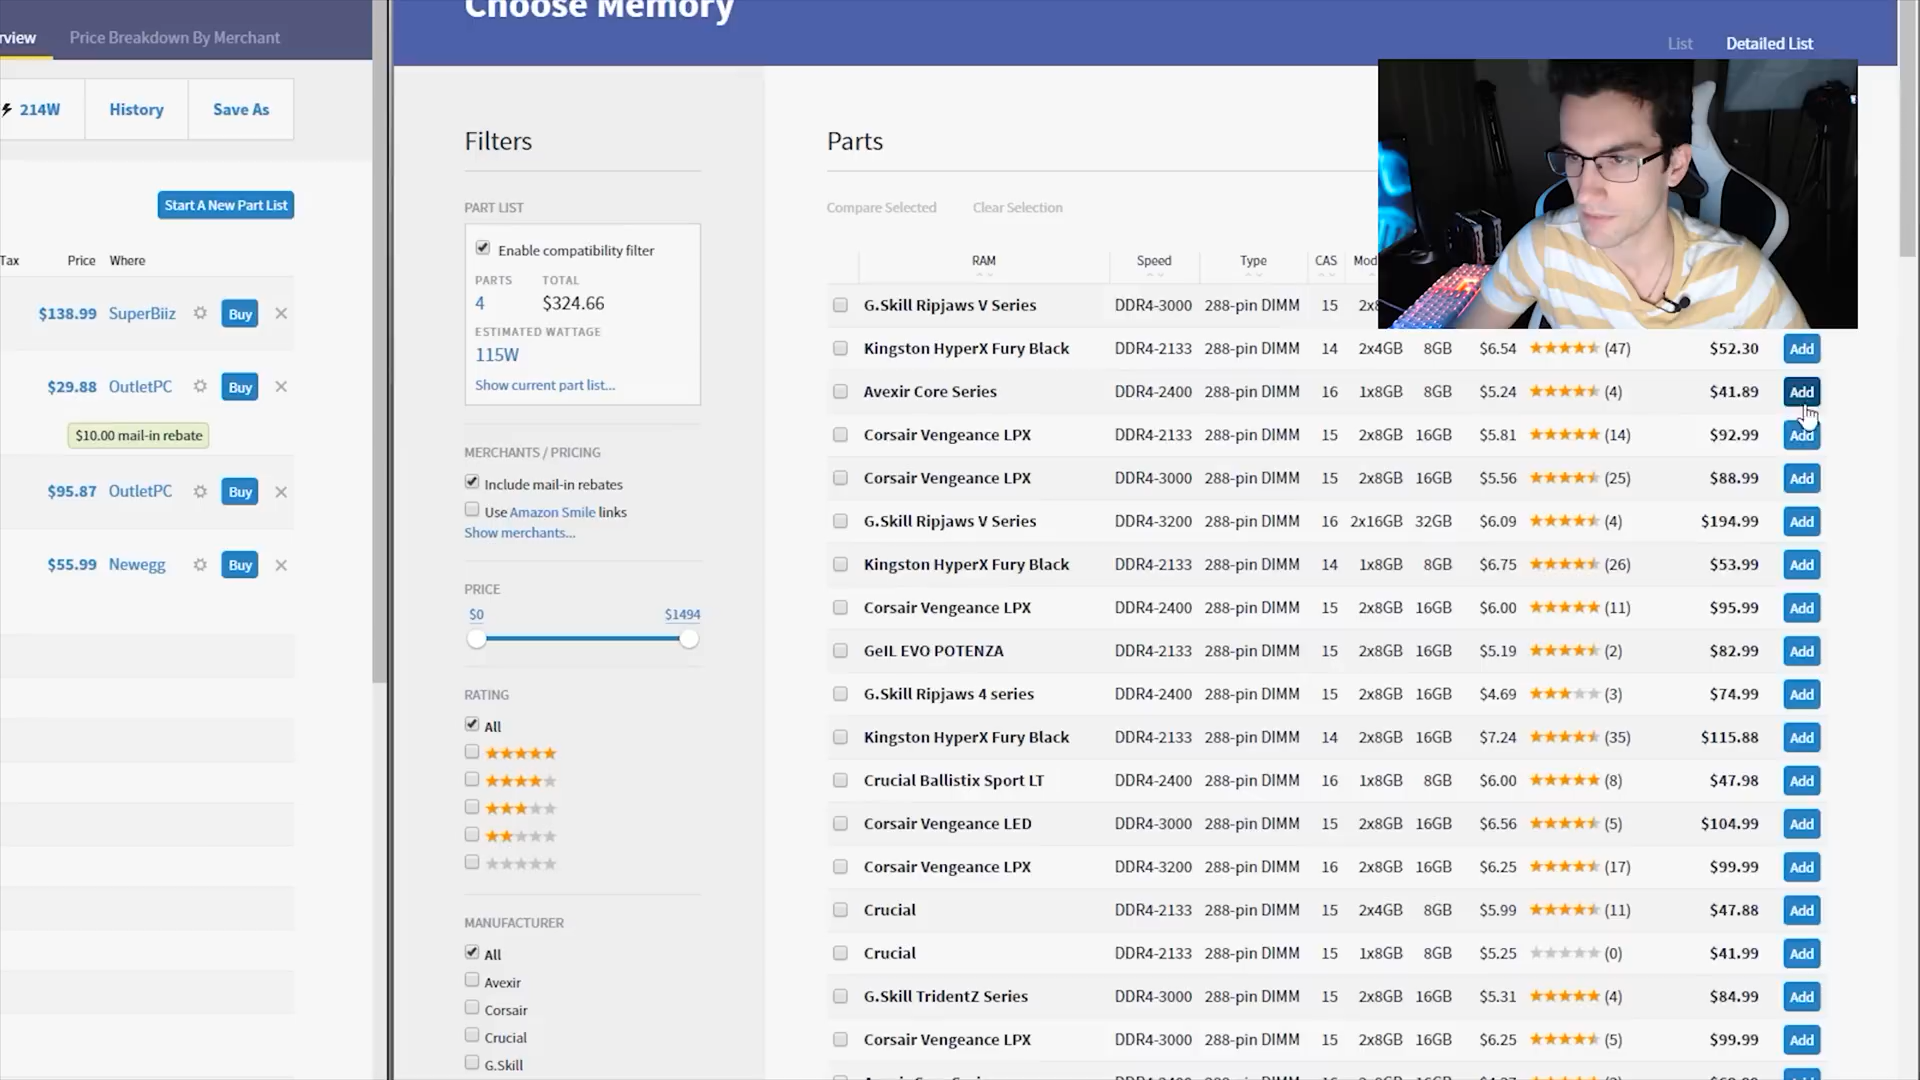 rview Price Breakdown By Merchant
214W History Save As
Start A New Part List
Tax Price Where
$138.99 SuperBiiz Buy
$29.88 OutletPC Buy
$10.00 mail-in rebate
$95.87 OutletPC Buy
$55.99 Newegg Buy
Choose Memory
List Detailed List
Filters
PART LIST
Enable compatibility filter
PARTS TOTAL
4 $324.66
ESTIMATED WATTAGE
115W
Show current part list...
MERCHANTS / PRICING
Include mail-in rebates
Use Amazon Smile links
Show merchants...
PRICE
$0 $1494
RATING
All
MANUFACTURER
All
Avexir
Corsair
Crucial
G.Skill
Parts
Compare Selected Clear Selection
RAM Speed Type CAS Mod
G.Skill Ripjaws V Series DDR4-3000 288-pin DIMM 15 2x8
Kingston HyperX Fury Black DDR4-2133 288-pin DIMM 14 2x4GB 8GB $6.54 (47) $52.30 Add
Avexir Core Series DDR4-2400 288-pin DIMM 16 1x8GB 8GB $5.24 (4) $41.89 Add
Corsair Vengeance LPX DDR4-2133 288-pin DIMM 15 2x8GB 16GB $5.81 (14) $92.99 Add
Corsair Vengeance LPX DDR4-3000 288-pin DIMM 15 2x8GB 16GB $5.56 (25) $88.99 Add
G.Skill Ripjaws V Series DDR4-3200 288-pin DIMM 16 2x16GB 32GB $6.09 (4) $194.99 Add
Kingston HyperX Fury Black DDR4-2133 288-pin DIMM 14 1x8GB 8GB $6.75 (26) $53.99 Add
Corsair Vengeance LPX DDR4-2400 288-pin DIMM 15 2x8GB 16GB $6.00 (11) $95.99 Add
GeIL EVO POTENZA DDR4-2133 288-pin DIMM 15 2x8GB 16GB $5.19 (2) $82.99 Add
G.Skill Ripjaws 4 series DDR4-2400 288-pin DIMM 15 2x8GB 16GB $4.69 (3) $74.99 Add
Kingston HyperX Fury Black DDR4-2133 288-pin DIMM 14 2x8GB 16GB $7.24 (35) $115.88 Add
Crucial Ballistix Sport LT DDR4-2400 288-pin DIMM 16 1x8GB 8GB $6.00 (8) $47.98 Add
Corsair Vengeance LED DDR4-3000 288-pin DIMM 15 2x8GB 16GB $6.56 (5) $104.99 Add
Corsair Vengeance LPX DDR4-3200 288-pin DIMM 16 2x8GB 16GB $6.25 (17) $99.99 Add
Crucial DDR4-2133 288-pin DIMM 15 2x4GB 8GB $5.99 (11) $47.88 Add
Crucial DDR4-2133 288-pin DIMM 15 1x8GB 8GB $5.25 (0) $41.99 Add
G.Skill TridentZ Series DDR4-3000 288-pin DIMM 15 2x8GB 16GB $5.31 (4) $84.99 Add
Corsair Vengeance LPX DDR4-3000 288-pin DIMM 15 2x8GB 16GB $6.25 (5) $99.99 Add